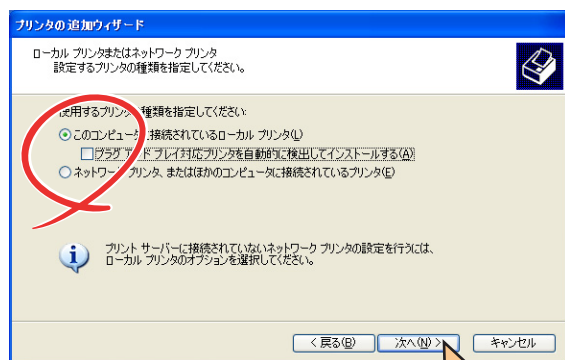 プリンタの追加ウィザード
ローカル プリンタまたはネットワーク プリンタ
設定するプリンタの種類を指定してください。
使用するプリンタの種類を指定してください:
このコンピュータに接続されているローカル プリンタ(L)
プラグ アンド プレイ対応プリンタを自動的に検出してインストールする(A)
ネットワーク プリンタ、またはほかのコンピュータに接続されているプリンタ(E)
プリント サーバーに接続されていないネットワーク プリンタの設定を行うには、
ローカル プリンタのオプションを選択してください。
< 戻る(B) 次へ(N) > キャンセル